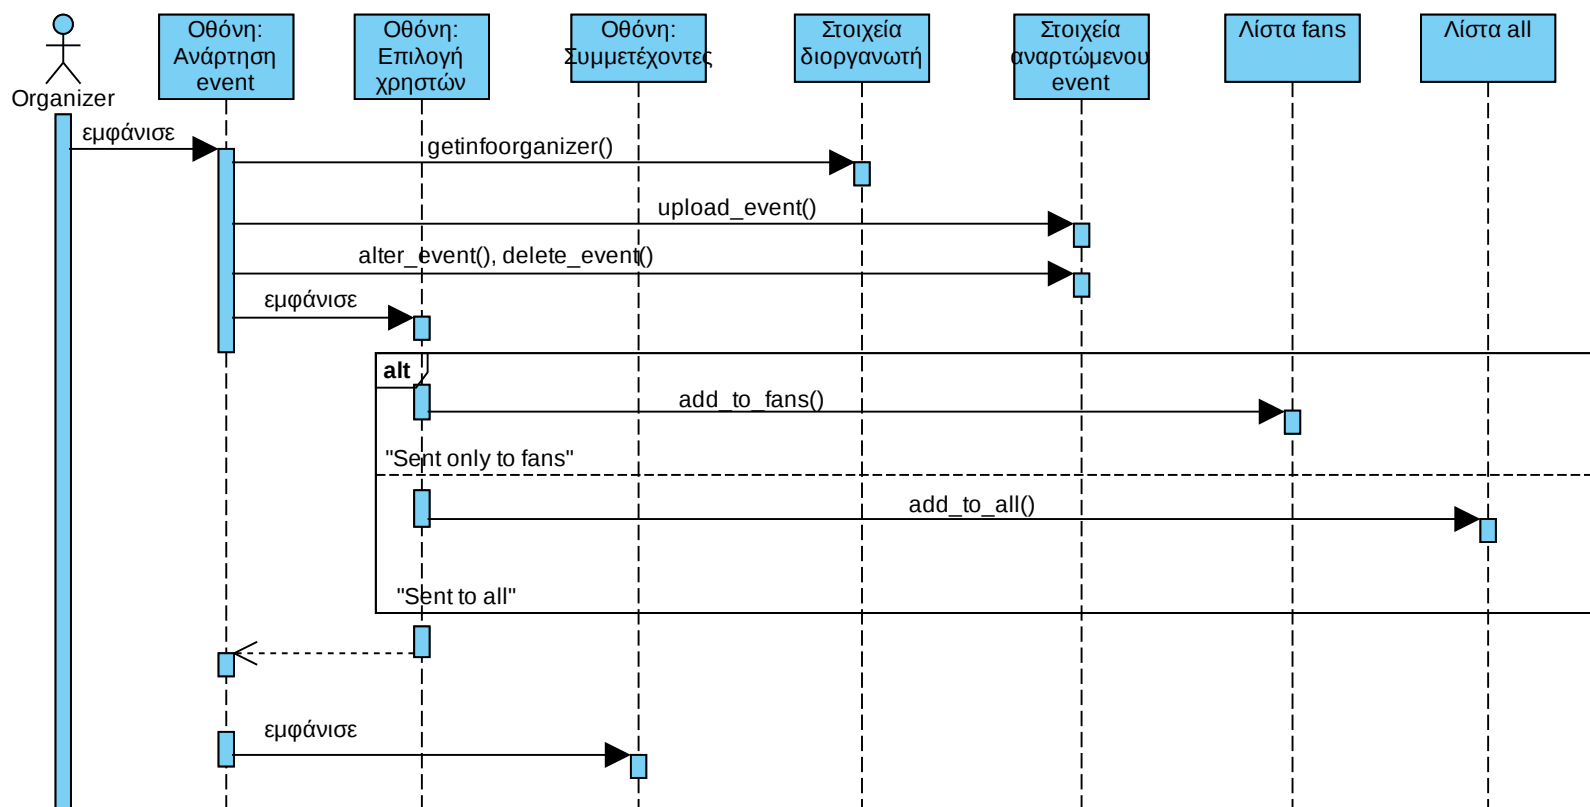 Organizer
Οθόνη:
Ανάρτηση
event
Οθόνη:
Επιλογή
χρηστών
Οθόνη:
Συμμετέχοντες
Στοιχεία
διοργανωτή
Στοιχεία
αναρτώμενου
event
Λίστα fans
Λίστα all
εμφάνισε
getinfoorganizer()
upload_event()
alter_event(), delete_event()
εμφάνισε
alt
add_to_fans()
"Sent only to fans"
add_to_all()
"Sent to all"
εμφάνισε